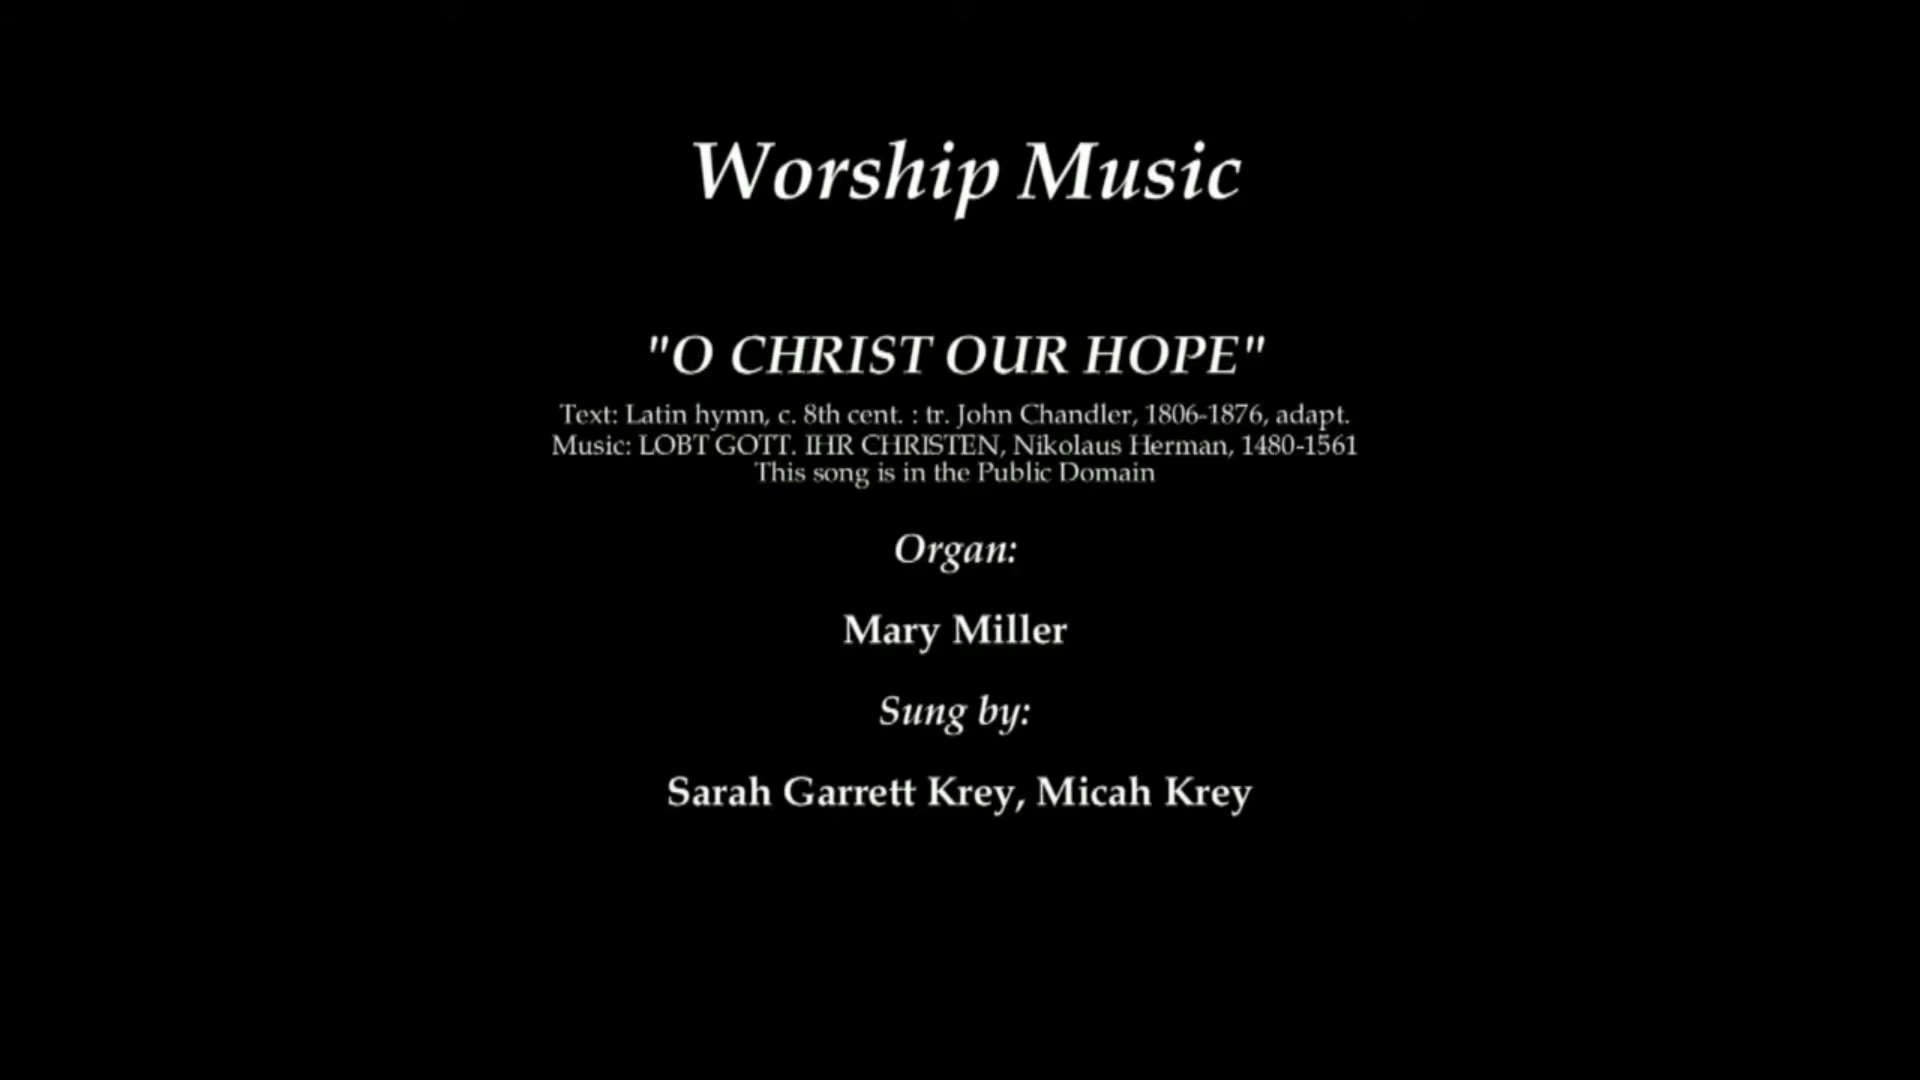 Worship Music
"O CHRIST OUR HOPE"
Text: Latin hymn, c. 8th cent. : tr. John Chandler, 1806-1876, adapt.
Music: LOBT GOTT. IHR CHRISTEN, Nikolaus Herman, 1480-1561
This song is in the Public Domain
Organ:
Mary Miller
Sung by:
Sarah Garrett Krey, Micah Krey